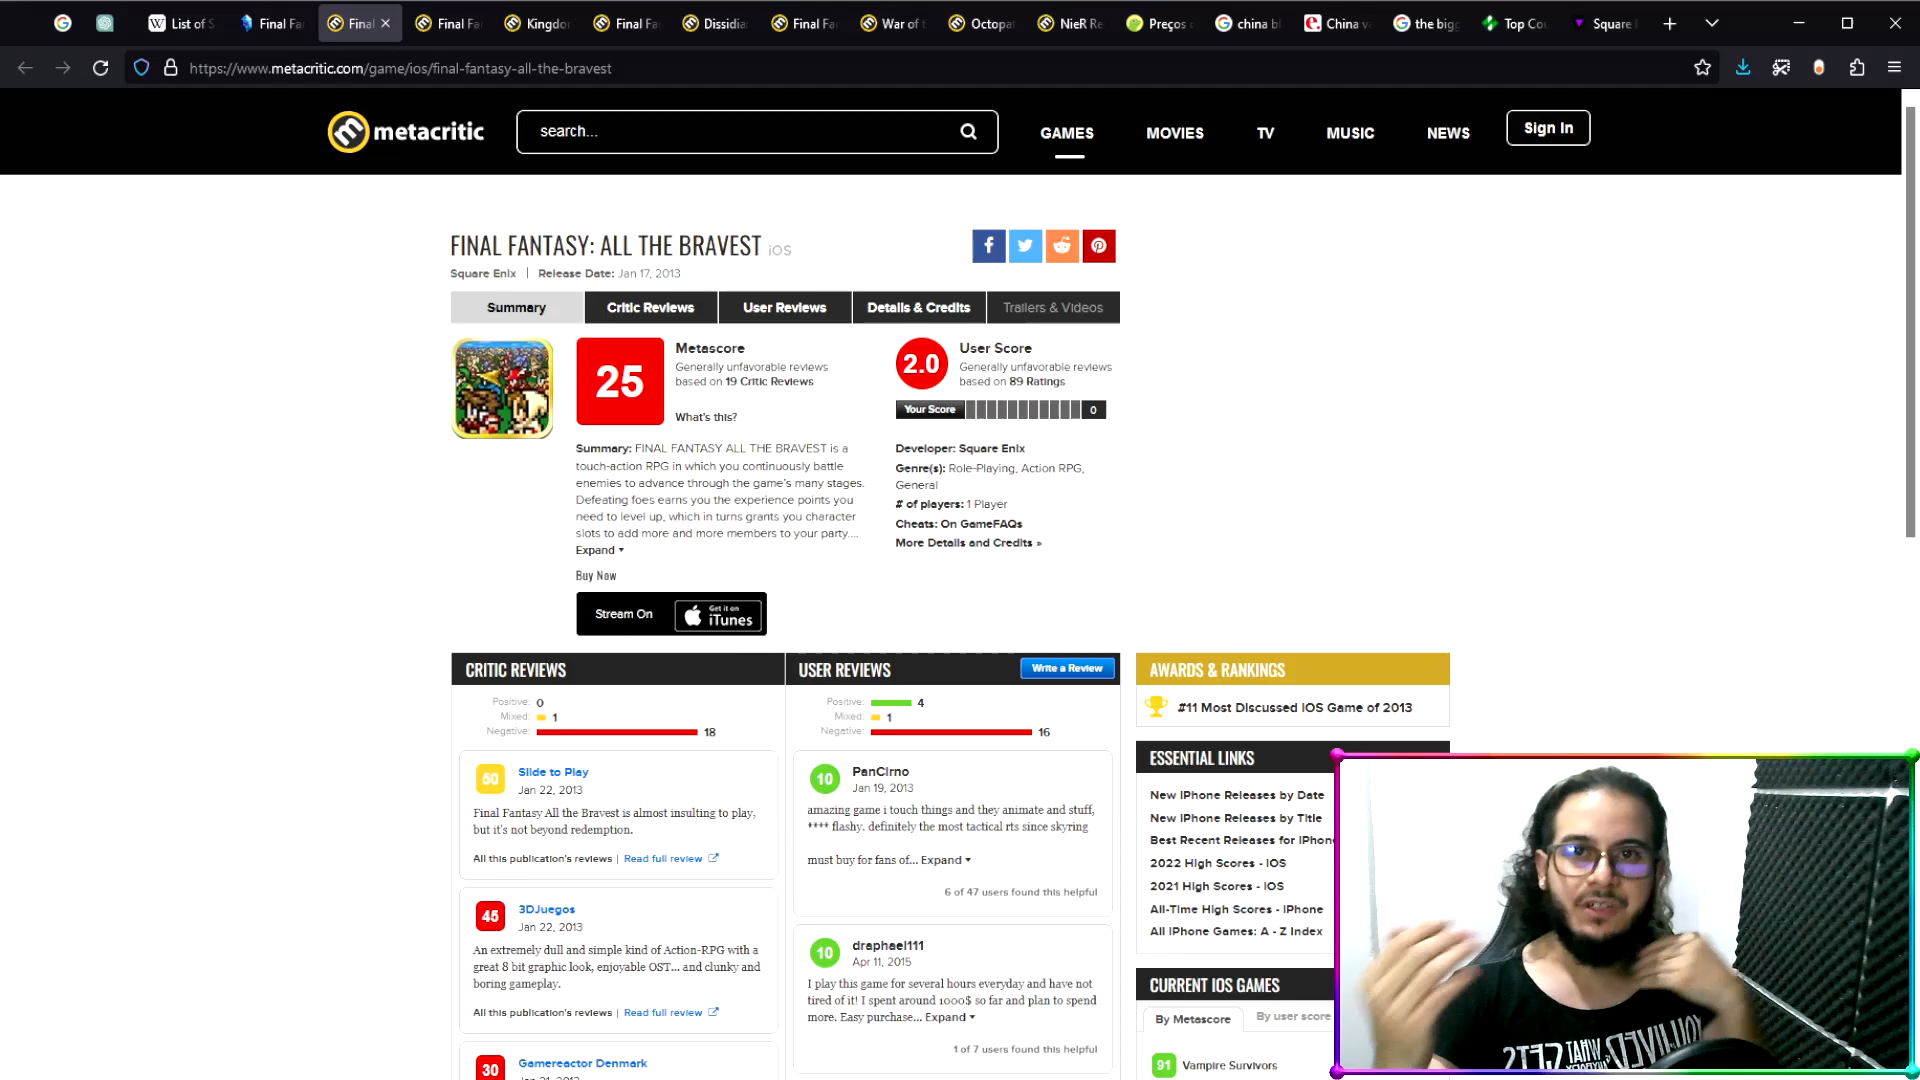 List of S
Final Fa
Final
Final Fa
Kingdo
Final Fa
Dissidia
Final Fa
War of t
Octopat
NieR Re
Preços
china b
China v
the bigg
Top Cou
Square
https://www.metacritic.com/game/ios/final-fantasy-all-the-bravest
metacritic
search...
GAMES
MOVIES
TV
MUSIC
NEWS
Sign In
FINAL FANTASY: ALL THE BRAVEST iOS
Square Enix | Release Date: Jan 17, 2013
Summary
Critic Reviews
User Reviews
Details & Credits
Trailers & Videos
25
Metascore
Generally unfavorable reviews
based on 19 Critic Reviews
What's this?
2.0
User Score
Generally unfavorable reviews
based on 89 Ratings
Your Score
0
Summary: FINAL FANTASY ALL THE BRAVEST is a
touch-action RPG in which you continuously battle
enemies to advance through the game's many stages.
Defeating foes earns you the experience points you
need to level up, which in turns grants you character
slots to add more and more members to your party....
Expand
Developer: Square Enix
Genre(s): Role-Playing, Action RPG,
General
# of players: 1 Player
Cheats: On GameFAQs
More Details and Credits »
Buy Now
Stream On
Get it on
iTunes
CRITIC REVIEWS
Positive: 0
Mixed: 1
Negative: 18
50
Slide to Play
Jan 22, 2013
Final Fantasy All the Bravest is almost insulting to play,
but it's not beyond redemption.
All this publication's reviews | Read full review
45
3DJuegos
Jan 22, 2013
An extremely dull and simple kind of Action-RPG with a
great 8 bit graphic look, enjoyable OST... and clunky and
boring gameplay.
All this publication's reviews | Read full review
30
Gamereactor Denmark
USER REVIEWS
Write a Review
Positive: 4
Mixed: 1
Negative: 16
10
PanCirno
Jan 19, 2013
amazing game i touch things and they animate and stuff,
**** flashy. definitely the most tactical rts since skyring
must buy for fans of... Expand
6 of 47 users found this helpful
10
draphael111
Apr 11, 2015
I play this game for several hours everyday and have not
tired of it! I spent around 1000$ so far and plan to spend
more. Easy purchase... Expand
1 of 7 users found this helpful
AWARDS & RANKINGS
#11 Most Discussed iOS Game of 2013
ESSENTIAL LINKS
New iPhone Releases by Date
New iPhone Releases by Title
Best Recent Releases for iPhone
2022 High Scores - iOS
2021 High Scores - iOS
All-Time High Scores - iPhone
All iPhone Games: A - Z Index
CURRENT IOS GAMES
By Metascore
By user score
91
Vampire Survivors
WHAT
GETS